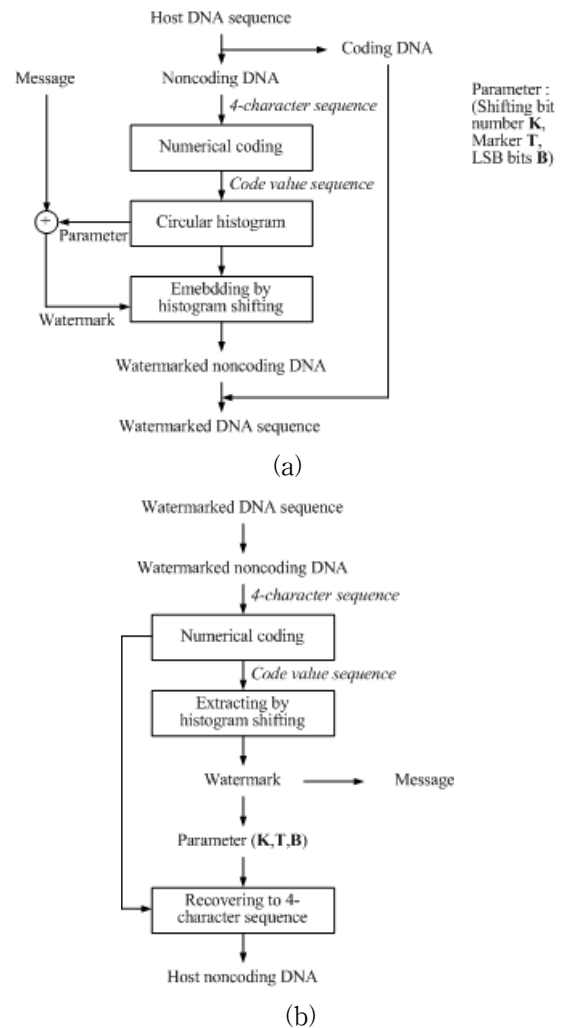 Host DNA sequence
Coding DNA
Message
Noncoding DNA
4-character sequence
Parameter :
(Shifting bit
number K,
Marker T,
LSB bits B)
Numerical coding
Code value sequence
+
Parameter
Circular histogram
Emebdding by
histogram shifting
Watermark
Watermarked noncoding DNA
Watermarked DNA sequence
(a)
Watermarked DNA sequence
Watermarked noncoding DNA
4-character sequence
Numerical coding
Code value sequence
Extracting by
histogram shifting
Watermark
Message
Parameter (K,T,B)
Recovering to 4-
character sequence
Host noncoding DNA
(b)